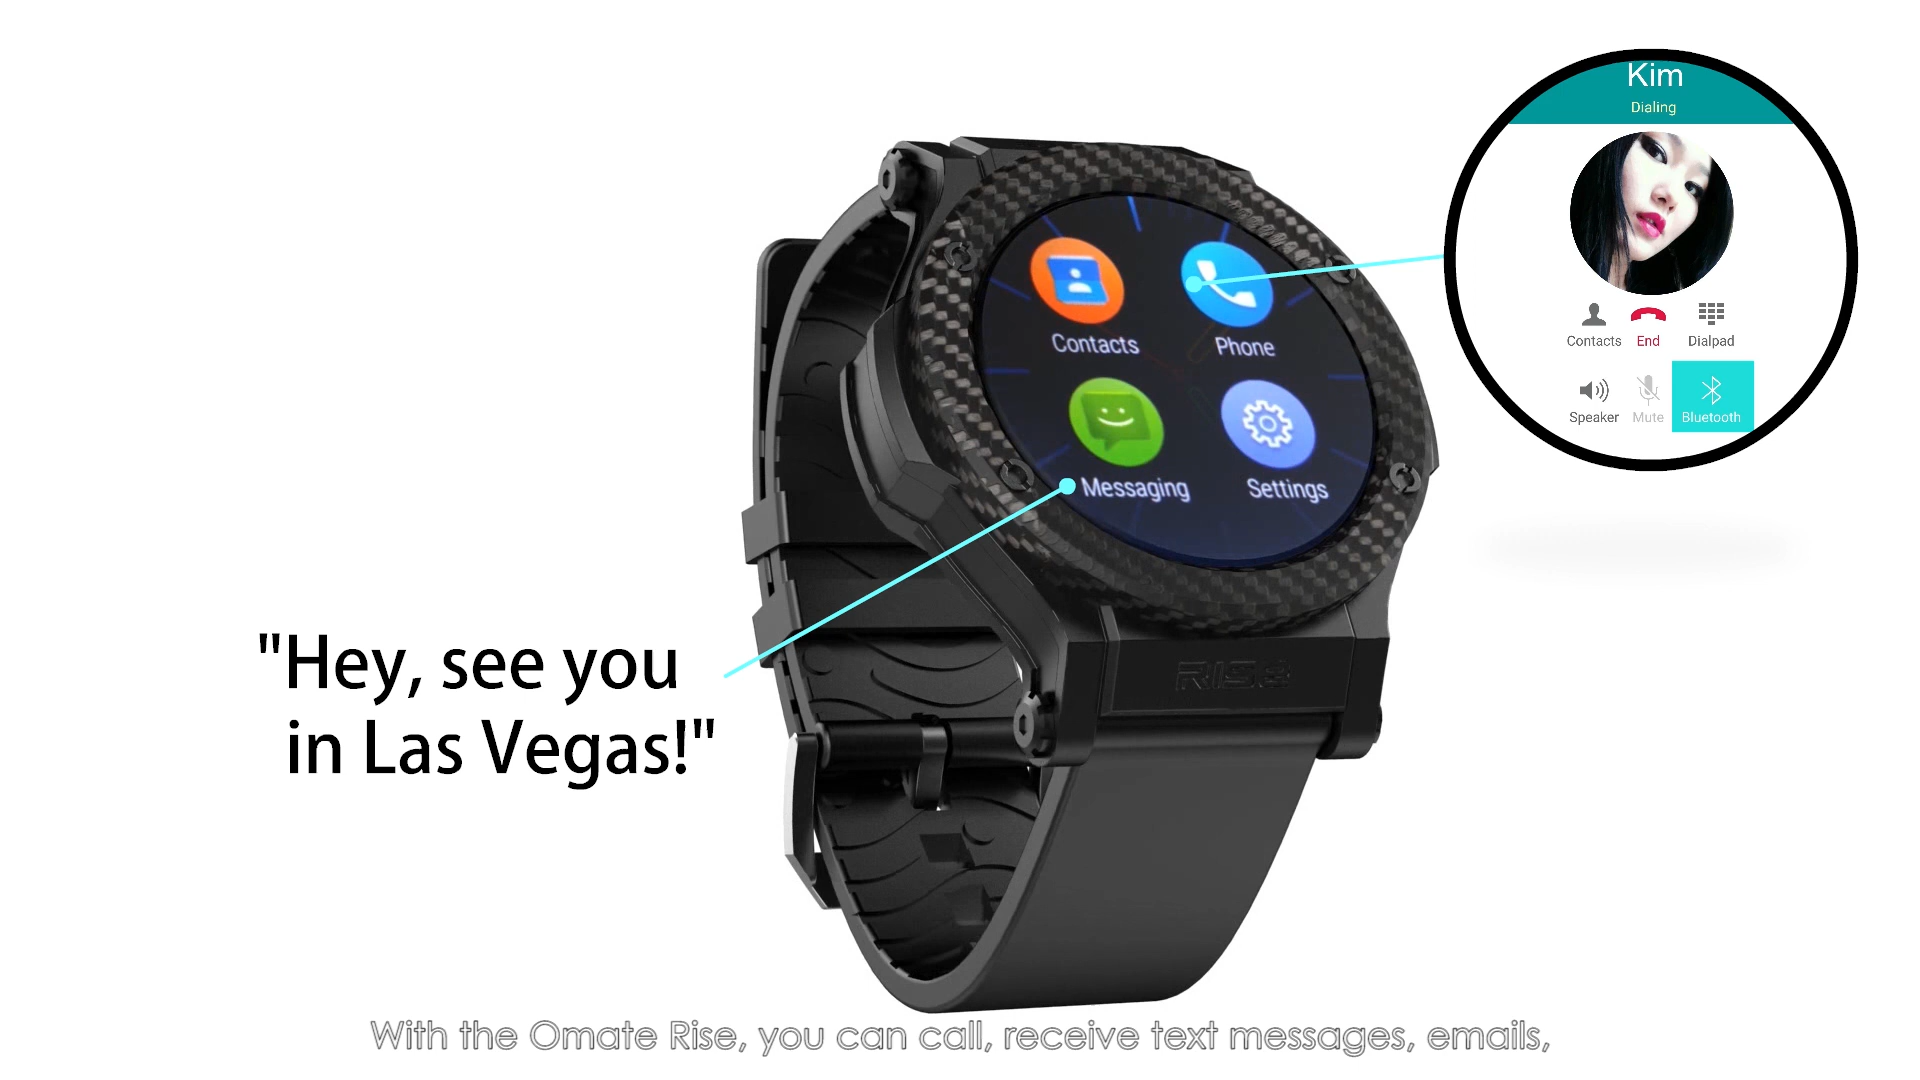 Kim
Dialing
Contacts End Dialpad
Speaker Mute Bluetooth
Contacts Phone
Messaging Settings
RISE
"Hey, see you
in Las Vegas!"
With the Omate Rise, you can call, receive text messages, emails,